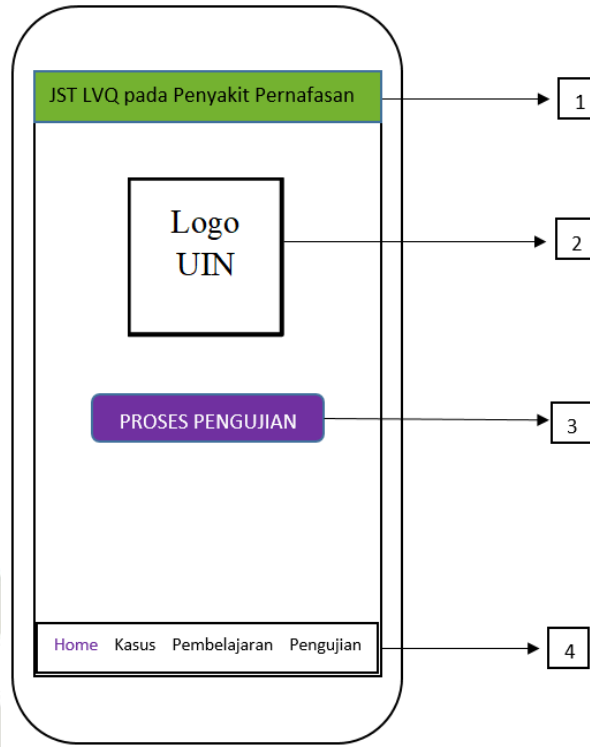 JST LVQ pada Penyakit Pernafasan
1
Logo
UIN
2
PROSES PENGUJIAN
3
Home Kasus Pembelajaran Pengujian
4